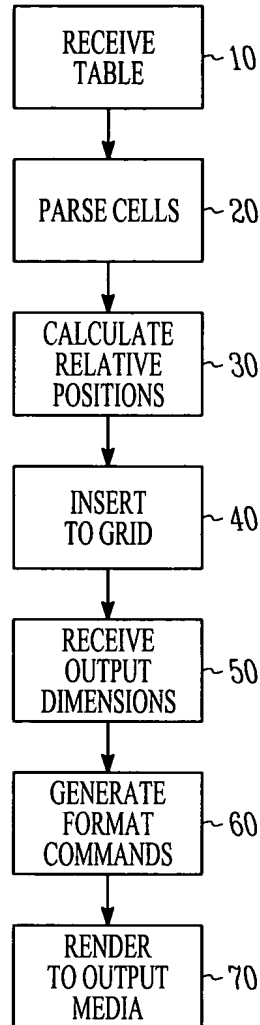 RECEIVE
TABLE
10
PARSE CELLS
20
CALCULATE
RELATIVE
POSITIONS
30
INSERT
TO GRID
40
RECEIVE
OUTPUT
DIMENSIONS
50
GENERATE
FORMAT
COMMANDS
60
RENDER
TO OUTPUT
MEDIA
70